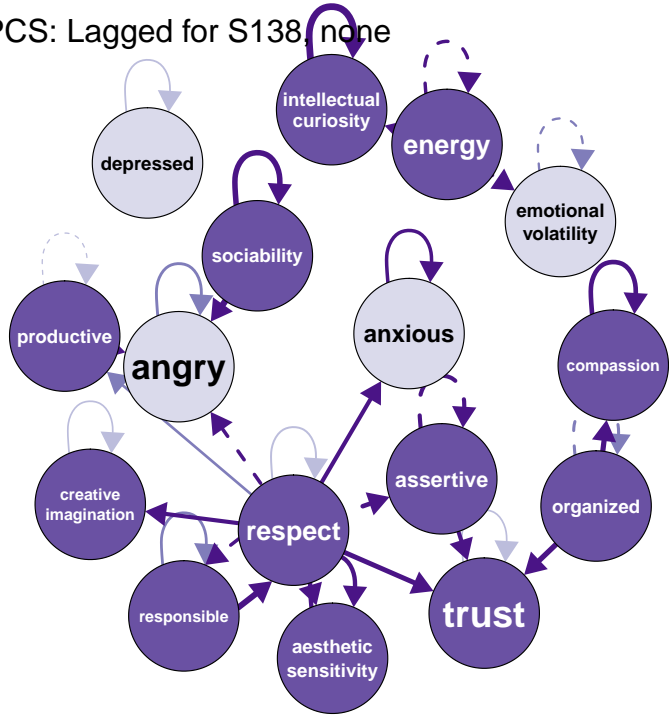 PCS: Lagged for S138, none
intellectual
curiosity
energy
depressed
emotional
volatility
sociability
productive
angry
anxious
compassion
creative
imagination
assertive
organized
respect
responsible
trust
aesthetic
sensitivity